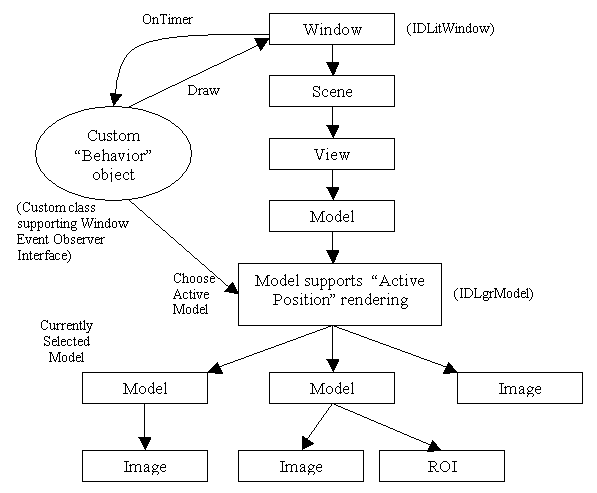 OnTimer
Window
(IDLitWindow)
Draw
Scene
Custom
“Behavior”
object
View
(Custom class
supporting Window
Event Observer
Interface)
Model
Choose
Active
Model
Model supports “Active
Position” rendering
(IDLgrModel)
Currently
Selected
Model
Model
Model
Image
Image
Image
ROI